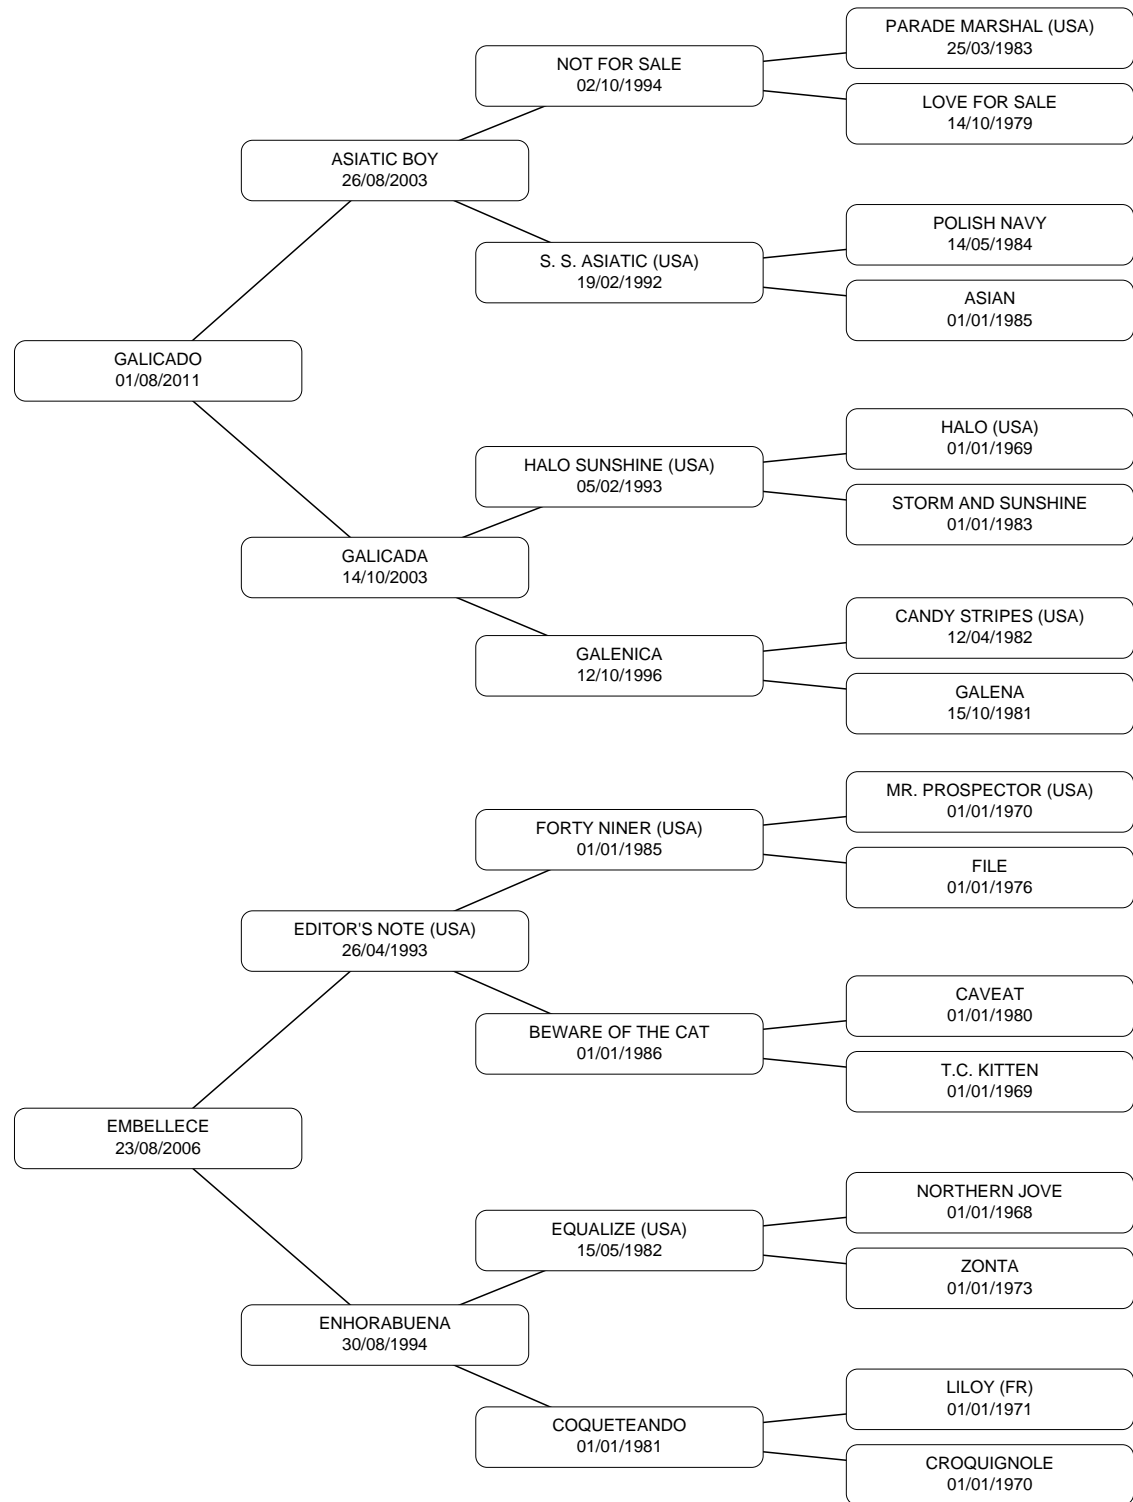 PARADE MARSHAL (USA)
25/03/1983
NOT FOR SALE
02/10/1994
LOVE FOR SALE
14/10/1979
ASIATIC BOY
26/08/2003
POLISH NAVY
14/05/1984
S. S. ASIATIC (USA)
19/02/1992
ASIAN
01/01/1985
GALICADO
01/08/2011
HALO (USA)
01/01/1969
HALO SUNSHINE (USA)
05/02/1993
STORM AND SUNSHINE
01/01/1983
GALICADA
14/10/2003
CANDY STRIPES (USA)
12/04/1982
GALENICA
12/10/1996
GALENA
15/10/1981
MR. PROSPECTOR (USA)
01/01/1970
FORTY NINER (USA)
01/01/1985
FILE
01/01/1976
EDITOR'S NOTE (USA)
26/04/1993
CAVEAT
01/01/1980
BEWARE OF THE CAT
01/01/1986
T.C. KITTEN
01/01/1969
EMBELLECE
23/08/2006
NORTHERN JOVE
01/01/1968
EQUALIZE (USA)
15/05/1982
ZONTA
01/01/1973
ENHORABUENA
30/08/1994
LILOY (FR)
01/01/1971
COQUETEANDO
01/01/1981
CROQUIGNOLE
01/01/1970